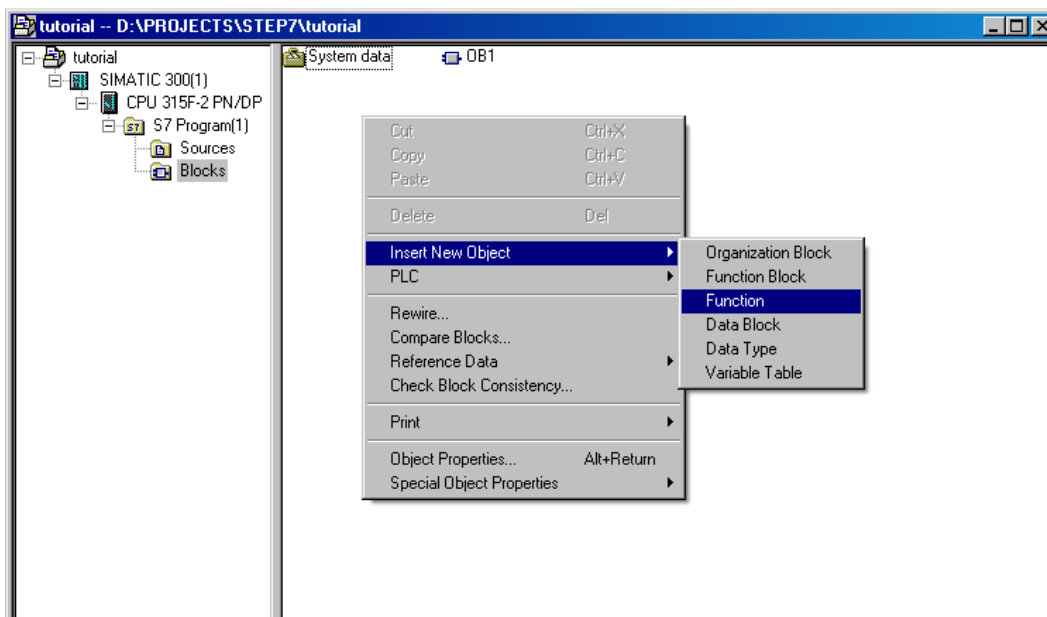 tutorial -- D:\PROJECTS\STEP7\tutorial
tutorial
SIMATIC 300(1)
CPU 315F-2 PN/DP
S7 Program(1)
Sources
Blocks
System data OB1
Cut Ctrl+X
Copy Ctrl+C
Paste Ctrl+V
Delete Del
Insert New Object
PLC
Rewire...
Compare Blocks...
Reference Data
Check Block Consistency...
Print
Object Properties... Alt+Return
Special Object Properties
Organization Block
Function Block
Function
Data Block
Data Type
Variable Table